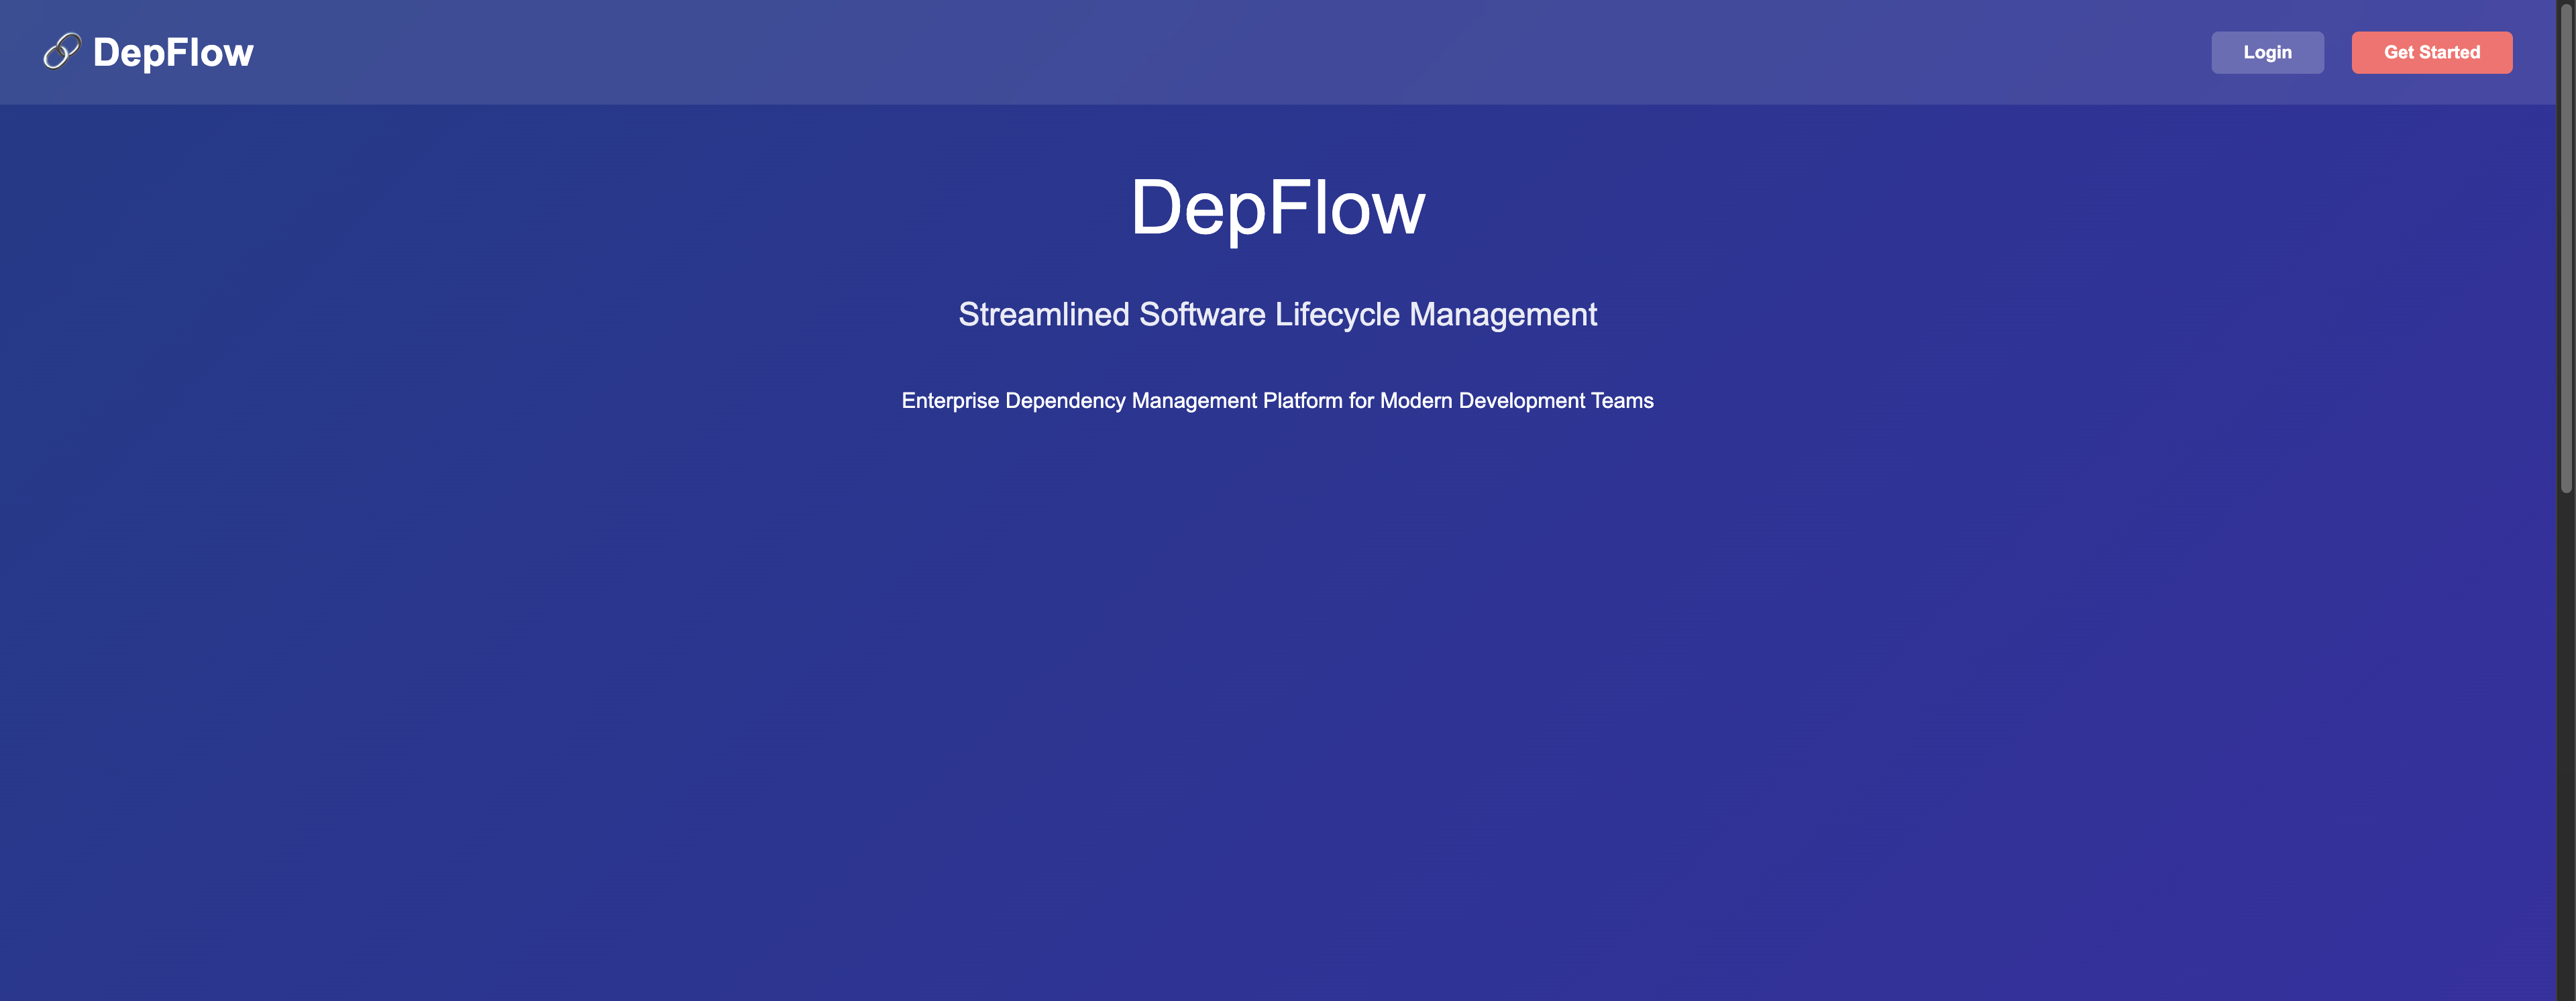 DepFlow
Login
Get Started
DepFlow
Streamlined Software Lifecycle Management
Enterprise Dependency Management Platform for Modern Development Teams